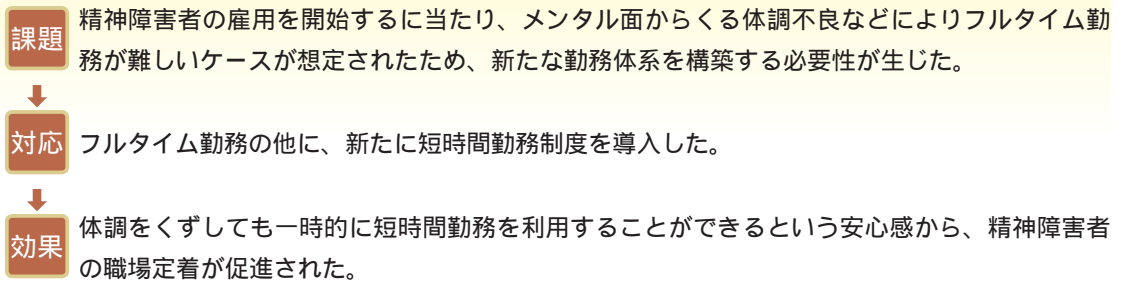 課題
精神障害者の雇用を開始するに当たり、メンタル面からくる体調不良などによりフルタイム勤
務が難しいケースが想定されたため、新たな勤務体系を構築する必要性が生じた。
対応
フルタイム勤務の他に、新たに短時間勤務制度を導入した。
効果
体調をくずしても一時的に短時間勤務を利用することができるという安心感から、精神障害者
の職場定着が促進された。